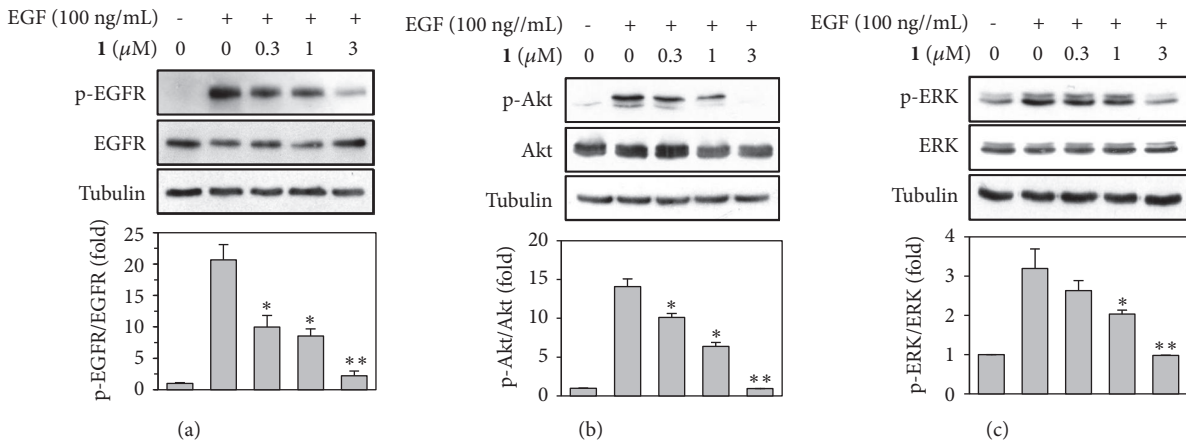 EGF (100 ng/mL) - + + + +
1 (μM) 0 0 0.3 1 3
p-EGFR
EGFR
Tubulin
p-EGFR/EGFR (fold)
25
20
15
10
5
0
*
*
**
(a)
EGF (100 ng//mL) - + + + +
1 (μM) 0 0 0.3 1 3
p-Akt
Akt
Tubulin
p-Akt/Akt (fold)
20
15
10
5
0
*
*
**
(b)
EGF (100 ng//mL) - + + + +
1 (μM) 0 0 0.3 1 3
p-ERK
ERK
Tubulin
p-ERK/ERK (fold)
4
3
2
1
0
*
**
(c)